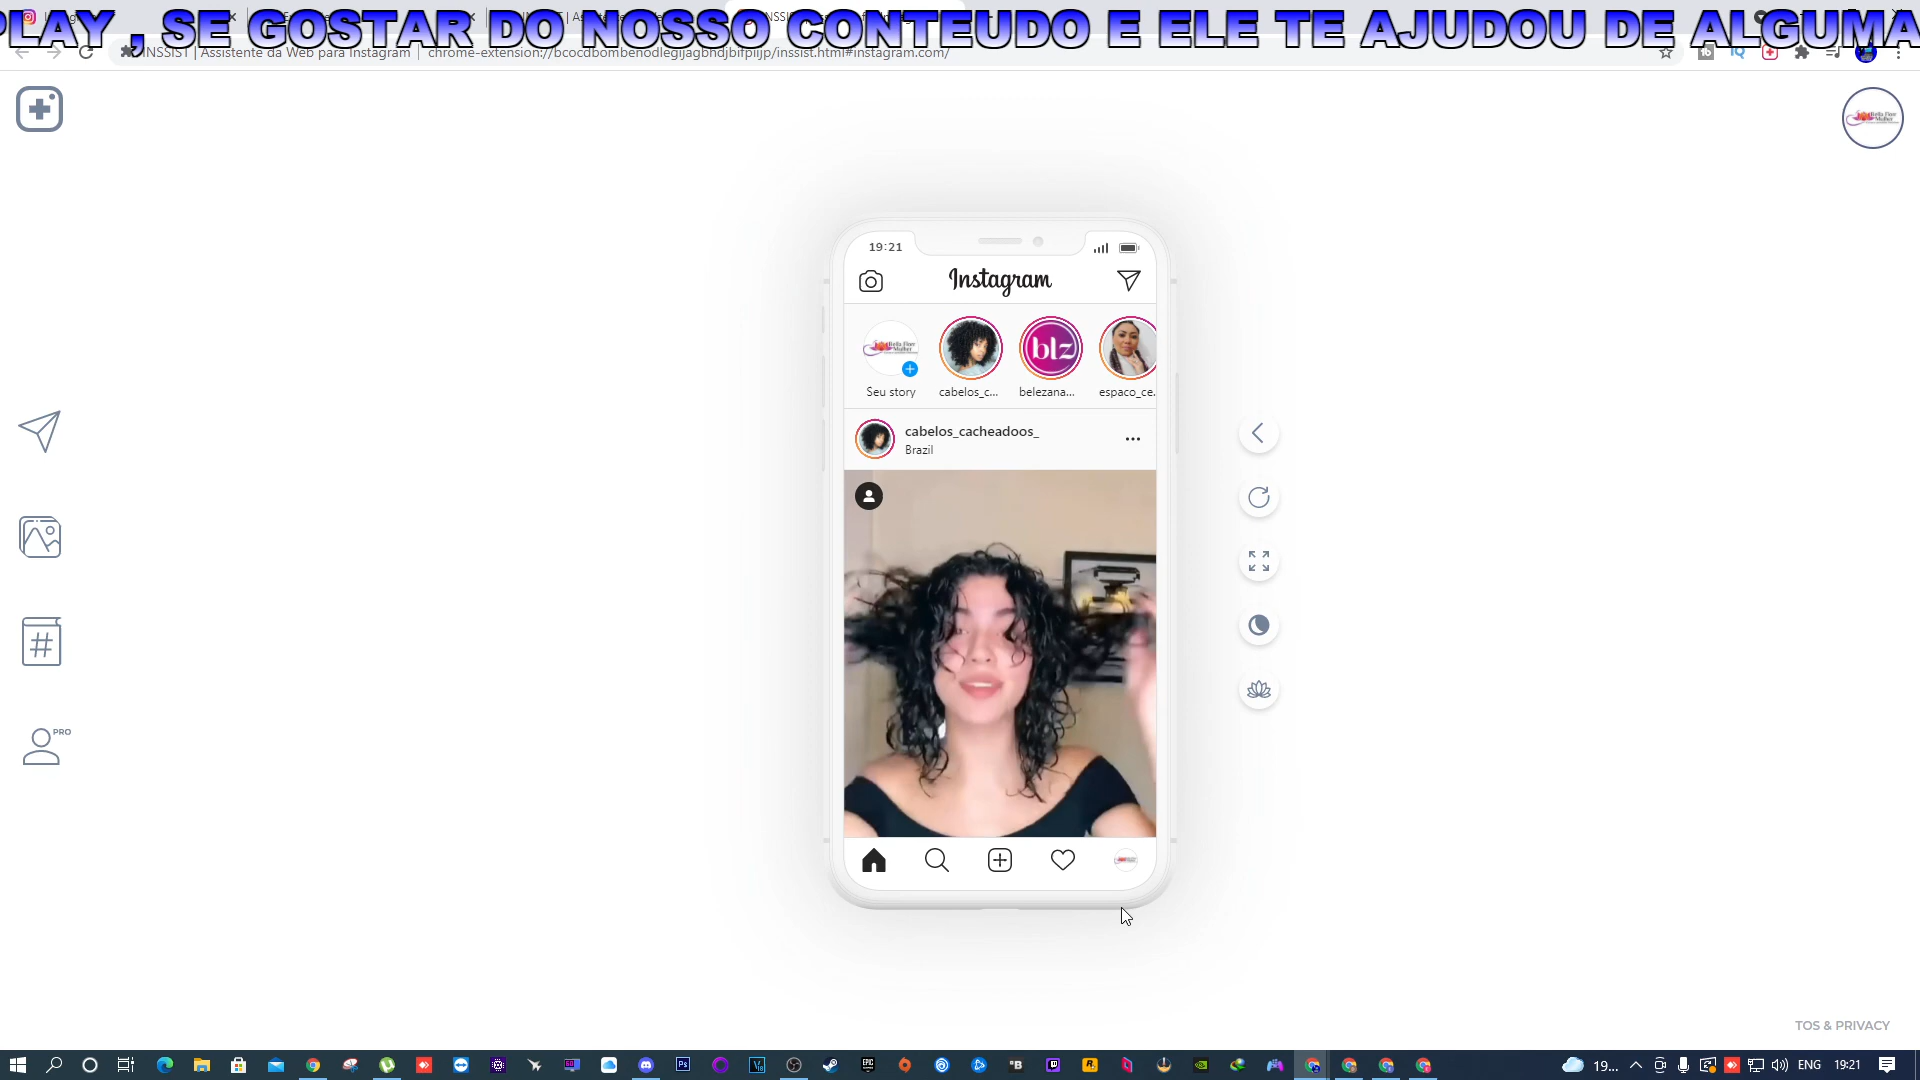 PLAY , SE GOSTAR DO NOSSO CONTEUDO E ELE TE AJUDOU DE ALGUMA
INSSIST | Assistente da Web para Instagram
chrome-extension://bcocdbombenodlegijagbhdjbifpiijp/inssist.html#instagram.com/
19:21
Instagram
blz
Seu story
cabelos_c...
belezana...
espaco_ce.
cabelos_cacheadoos_
Brazil
#
PRO
TOS & PRIVACY
19...
ENG
19:21